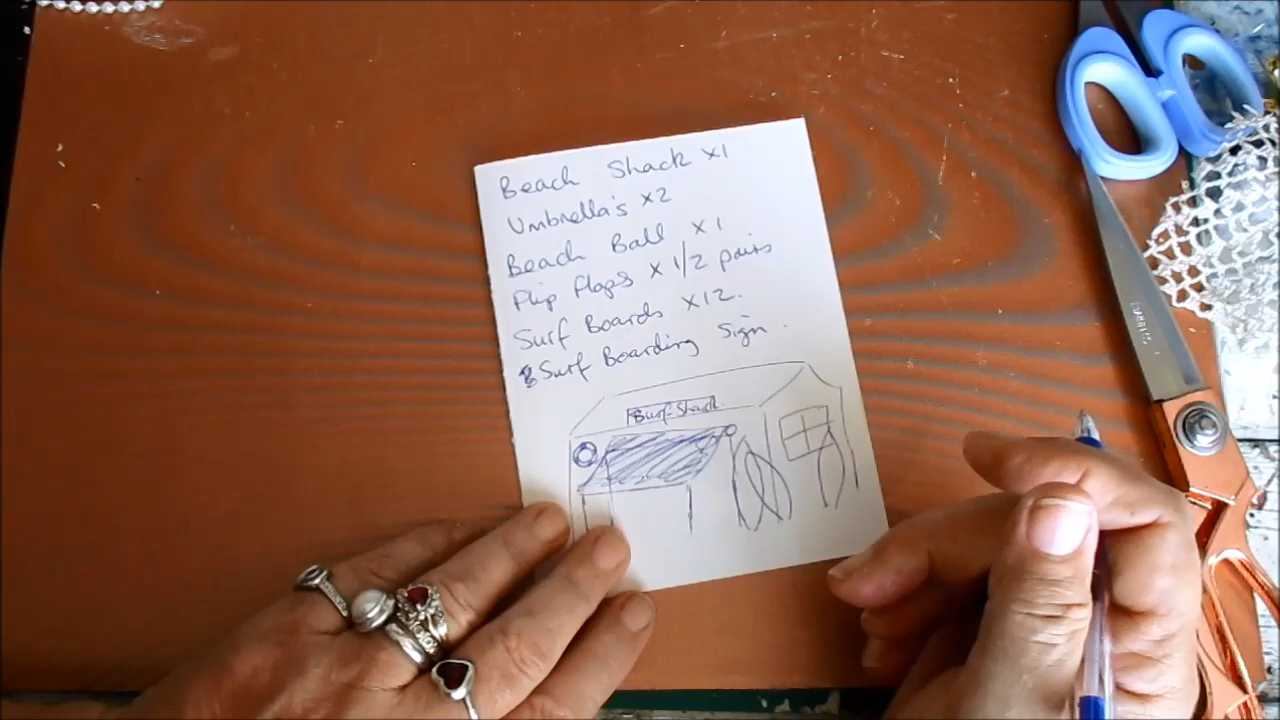 Beach Shack x1
Umbrella's x2
Beach Ball x1
Flip Flops x 1/2 pairs
Surf Boards x12.
Surf Boarding Sign.
Surf-Shack